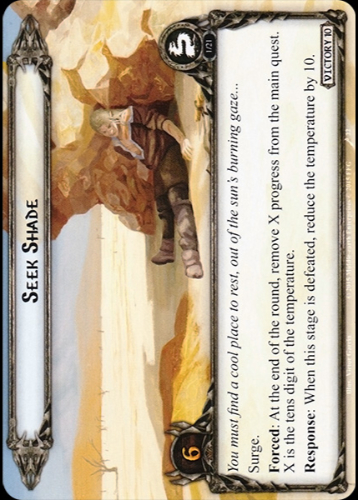 SEEK SHADE
1/21
6
You must find a cool place to rest, out of the sun's burning gaze...
Surge.
Forced: At the end of the round, remove X progress from the main quest.
X is the tens digit of the temperature.
Response: When this stage is defeated, reduce the temperature by 10.
VICTORY 10